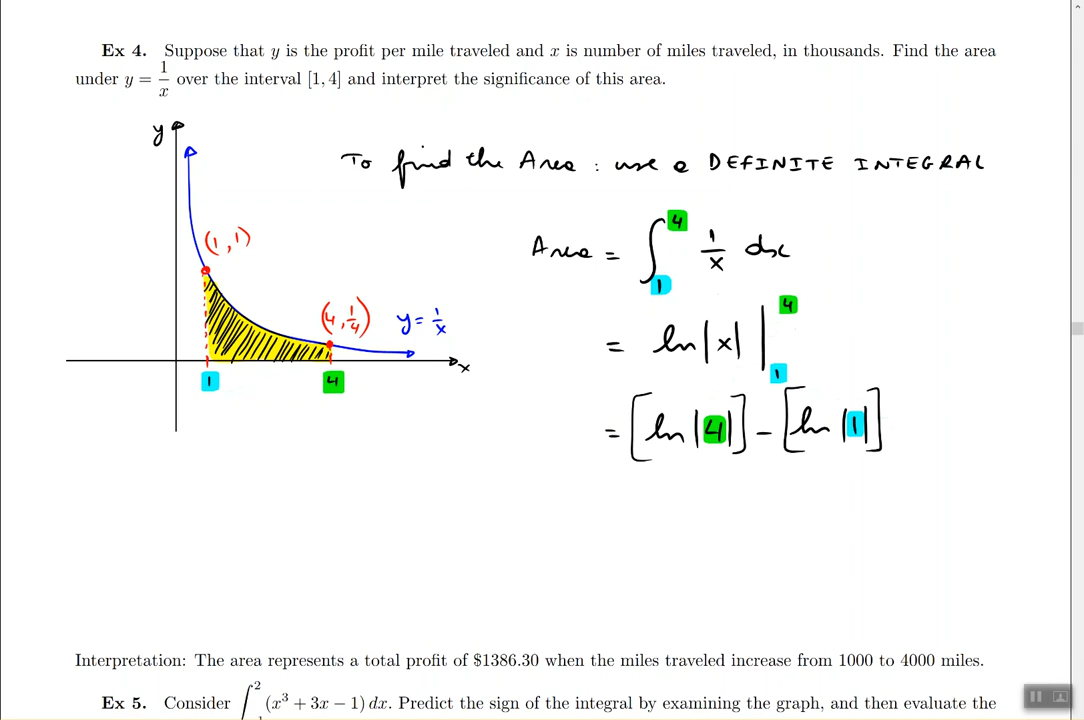 Ex 4. Suppose that y is the profit per mile traveled and x is number of miles traveled, in thousands. Find the area
under y = 1/x over the interval [1, 4] and interpret the significance of this area.
y
To find the Area : use a DEFINITE INTEGRAL
(1, 1)
Area = ∫₁⁴ 1/x dx
(4, 1/4) y = 1/x
= ln|x| |₁⁴
x
1 4
= [ln|4|] - [ln|1|]
Interpretation: The area represents a total profit of $1386.30 when the miles traveled increase from 1000 to 4000 miles.
Ex 5. Consider ∫₁² (x³ + 3x − 1) dx. Predict the sign of the integral by examining the graph, and then evaluate the